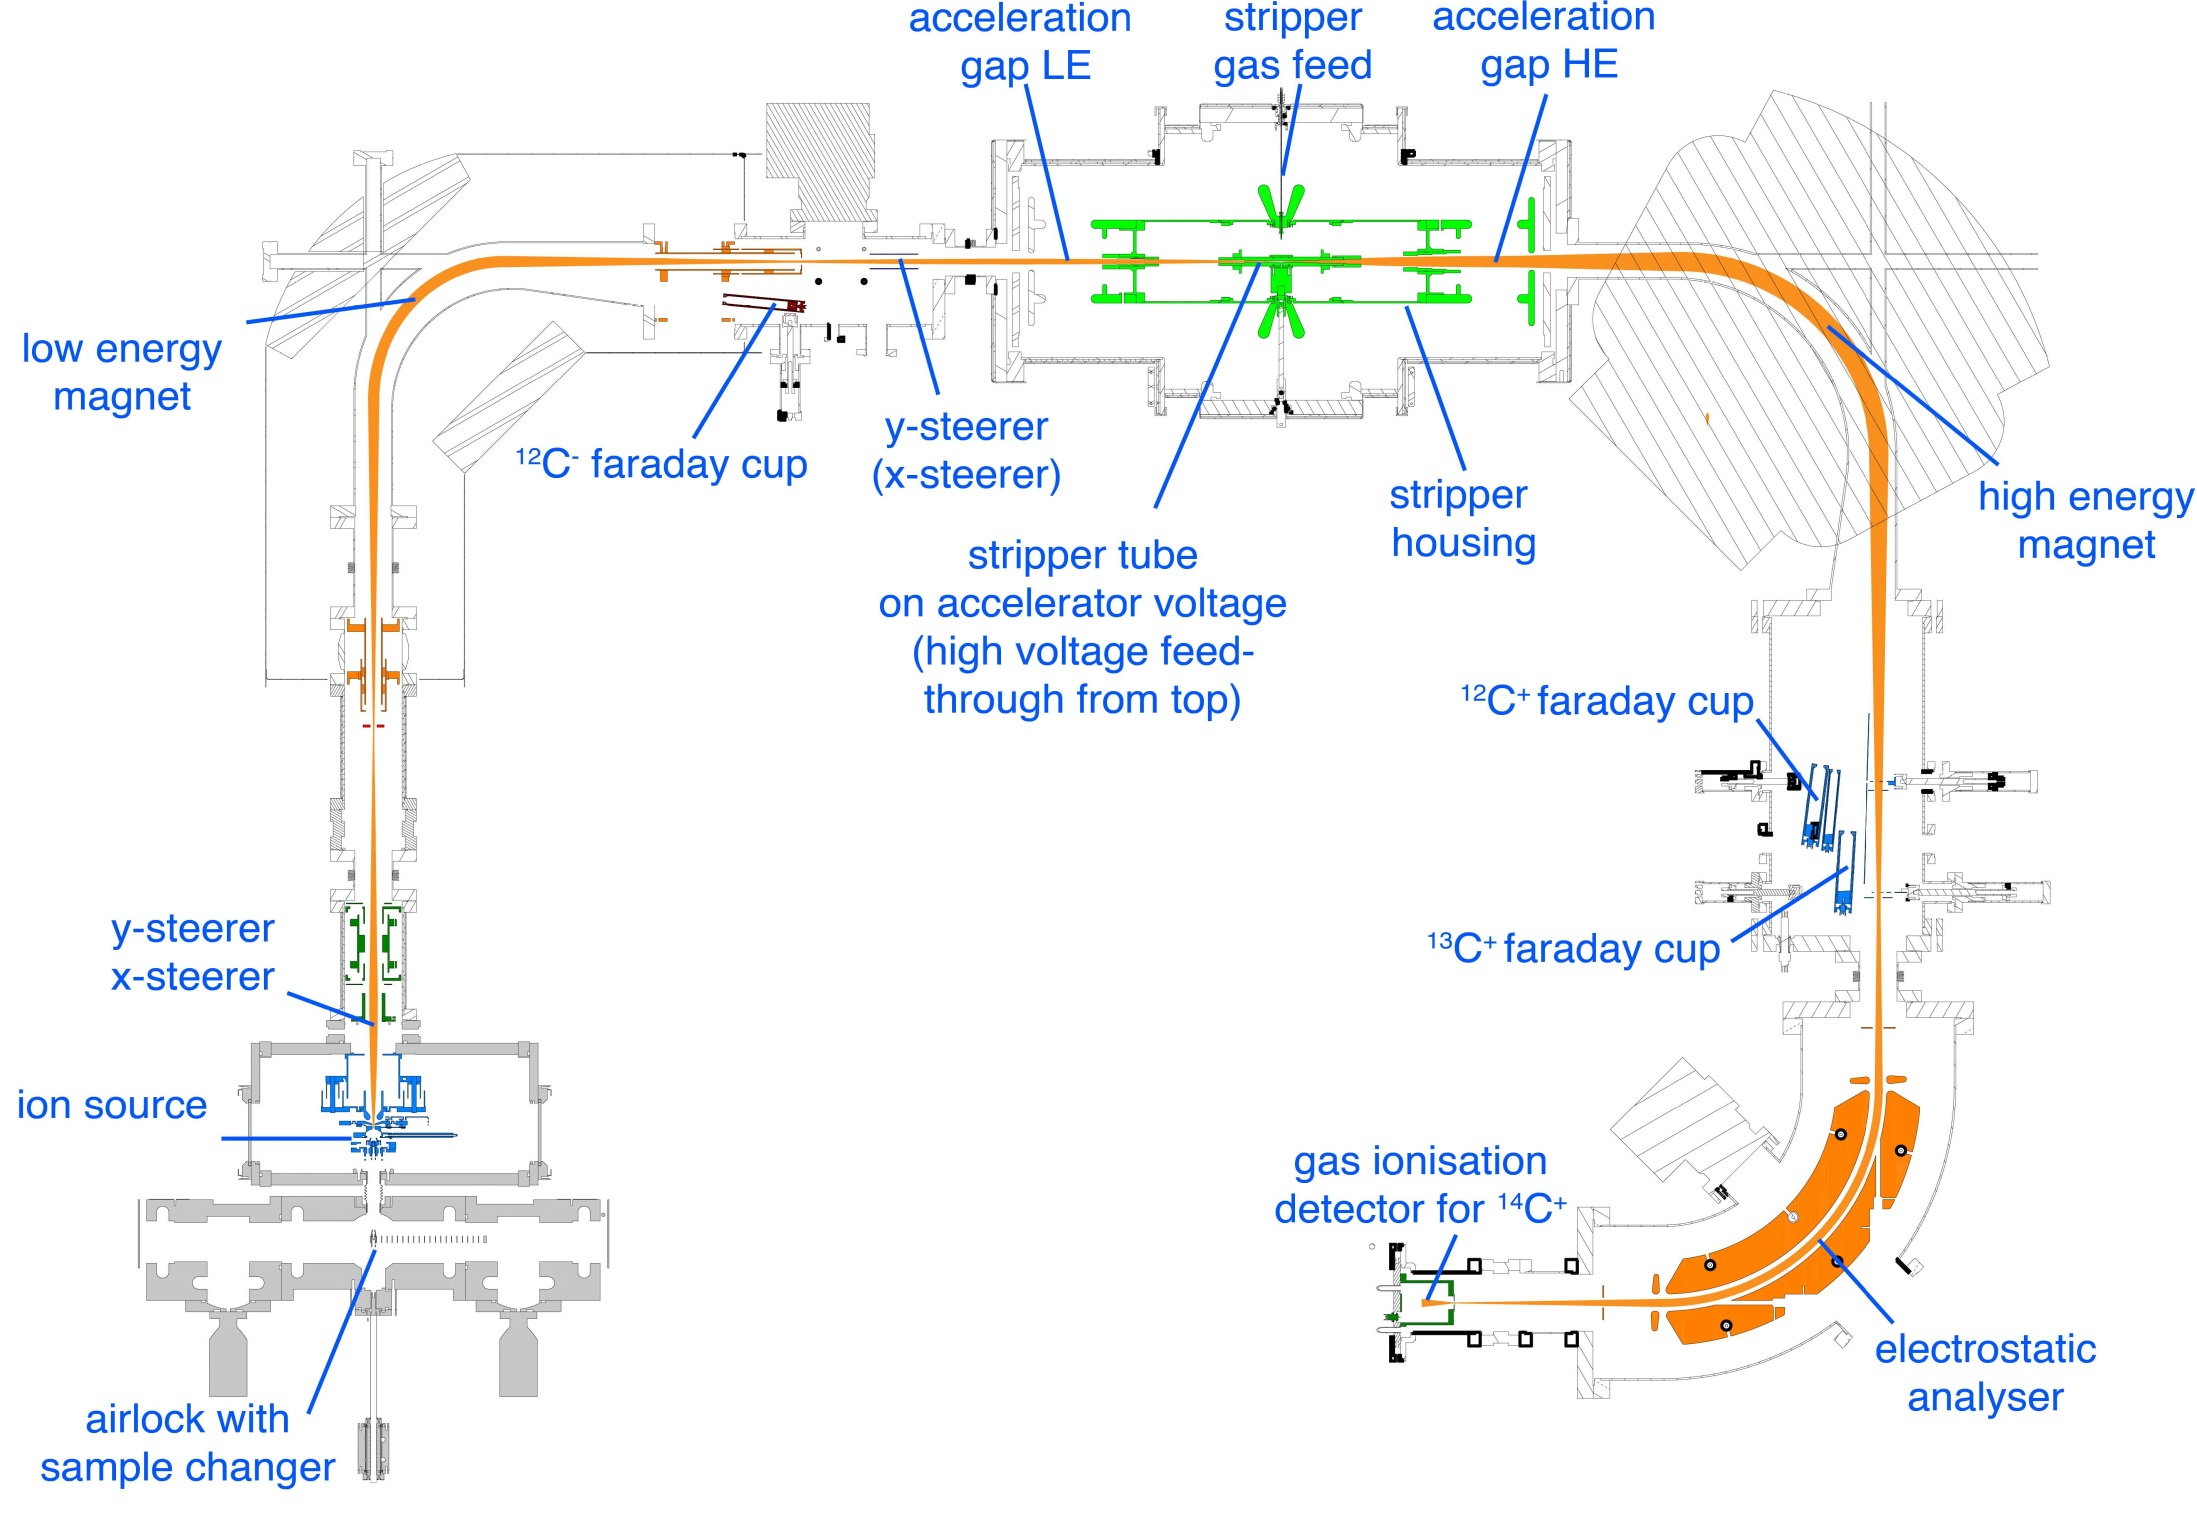 acceleration
gap LE
stripper
gas feed
acceleration
gap HE
low energy
magnet
¹²C⁻ faraday cup
y-steerer
(x-steerer)
stripper
housing
high energy
magnet
stripper tube
on accelerator voltage
(high voltage feed-
through from top)
¹²C⁺ faraday cup
¹³C⁺ faraday cup
y-steerer
x-steerer
ion source
gas ionisation
detector for ¹⁴C⁺
electrostatic
analyser
airlock with
sample changer